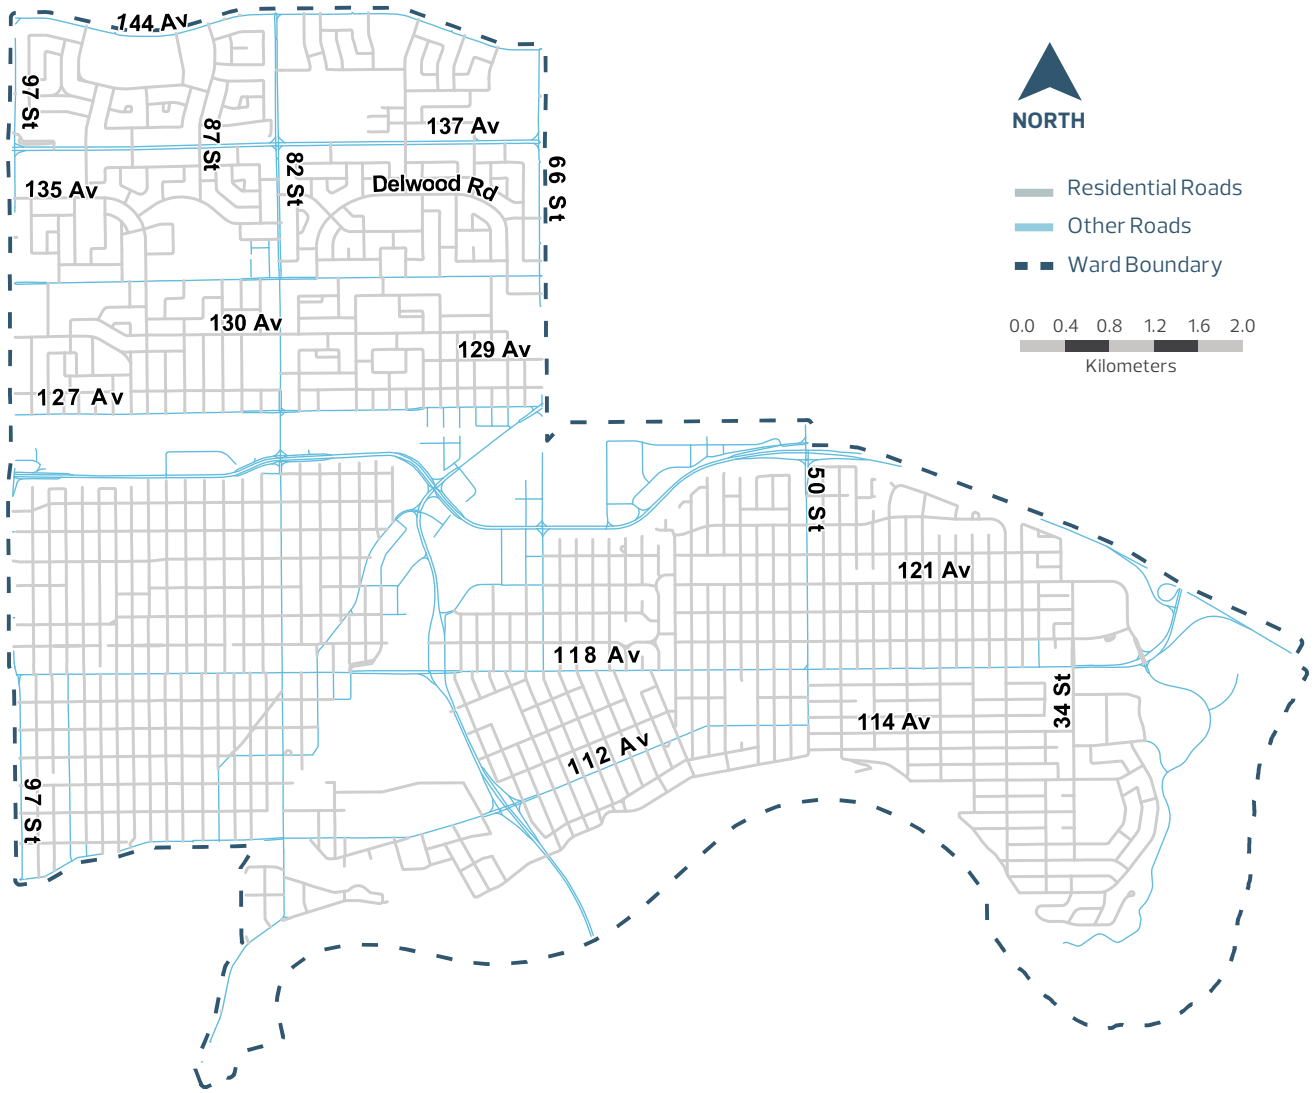 144 Av
97 St
87 St
137 Av
NORTH
82 St
66 St
135 Av
Delwood Rd
Residential Roads
Other Roads
Ward Boundary
130 Av
0.0 0.4 0.8 1.2 1.6 2.0
Kilometers
129 Av
127 Av
50 St
121 Av
118 Av
34 St
114 Av
112 Av
97 St